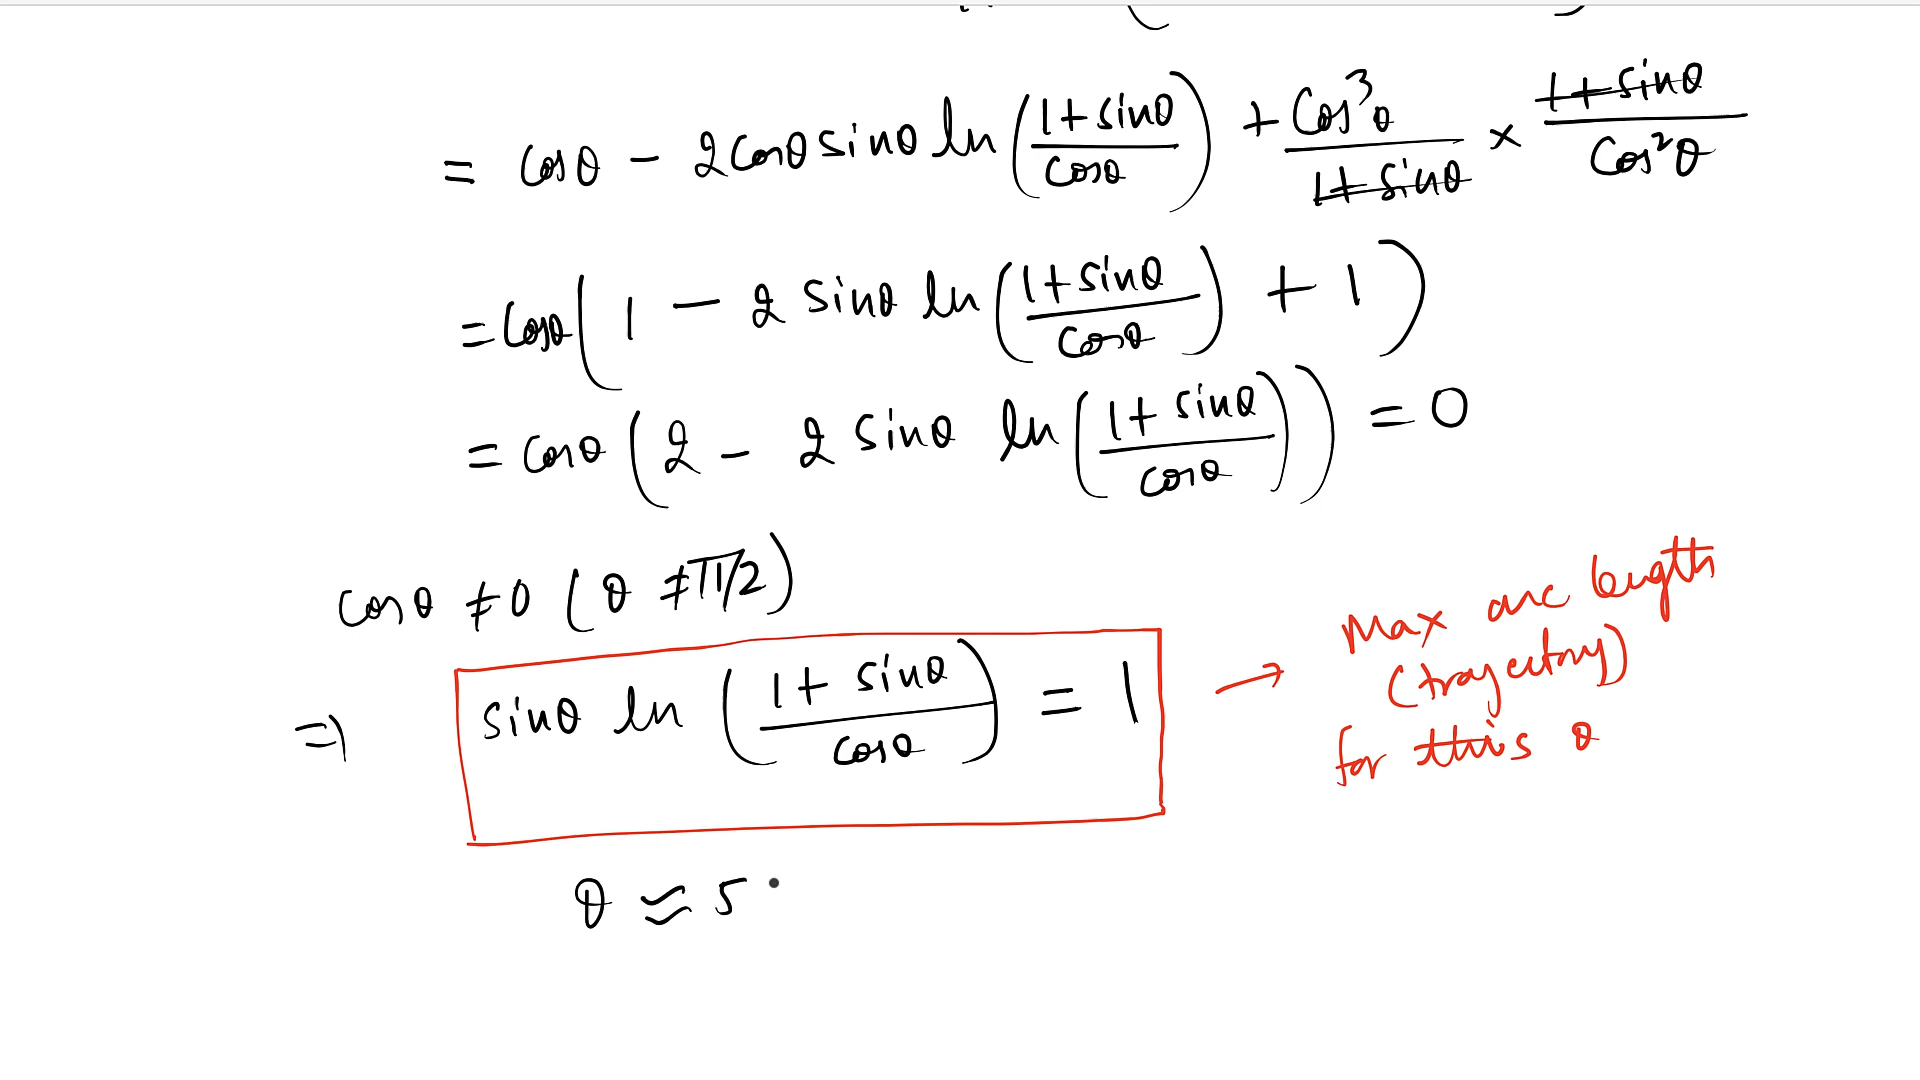 = cosθ - 2cosθ sinθ ln((1+sinθ)/cosθ) + cos³θ/(1+sinθ) × (1+sinθ)/cos²θ
= cosθ(1 - 2 sinθ ln((1+sinθ)/cosθ) + 1)
= cosθ(2 - 2 sinθ ln((1+sinθ)/cosθ)) = 0
cosθ ≠ 0 (θ ≠ π/2)
⇒ sinθ ln((1+sinθ)/cosθ) = 1 → Max arc length
(trajectory)
for this θ
θ ≈ 5